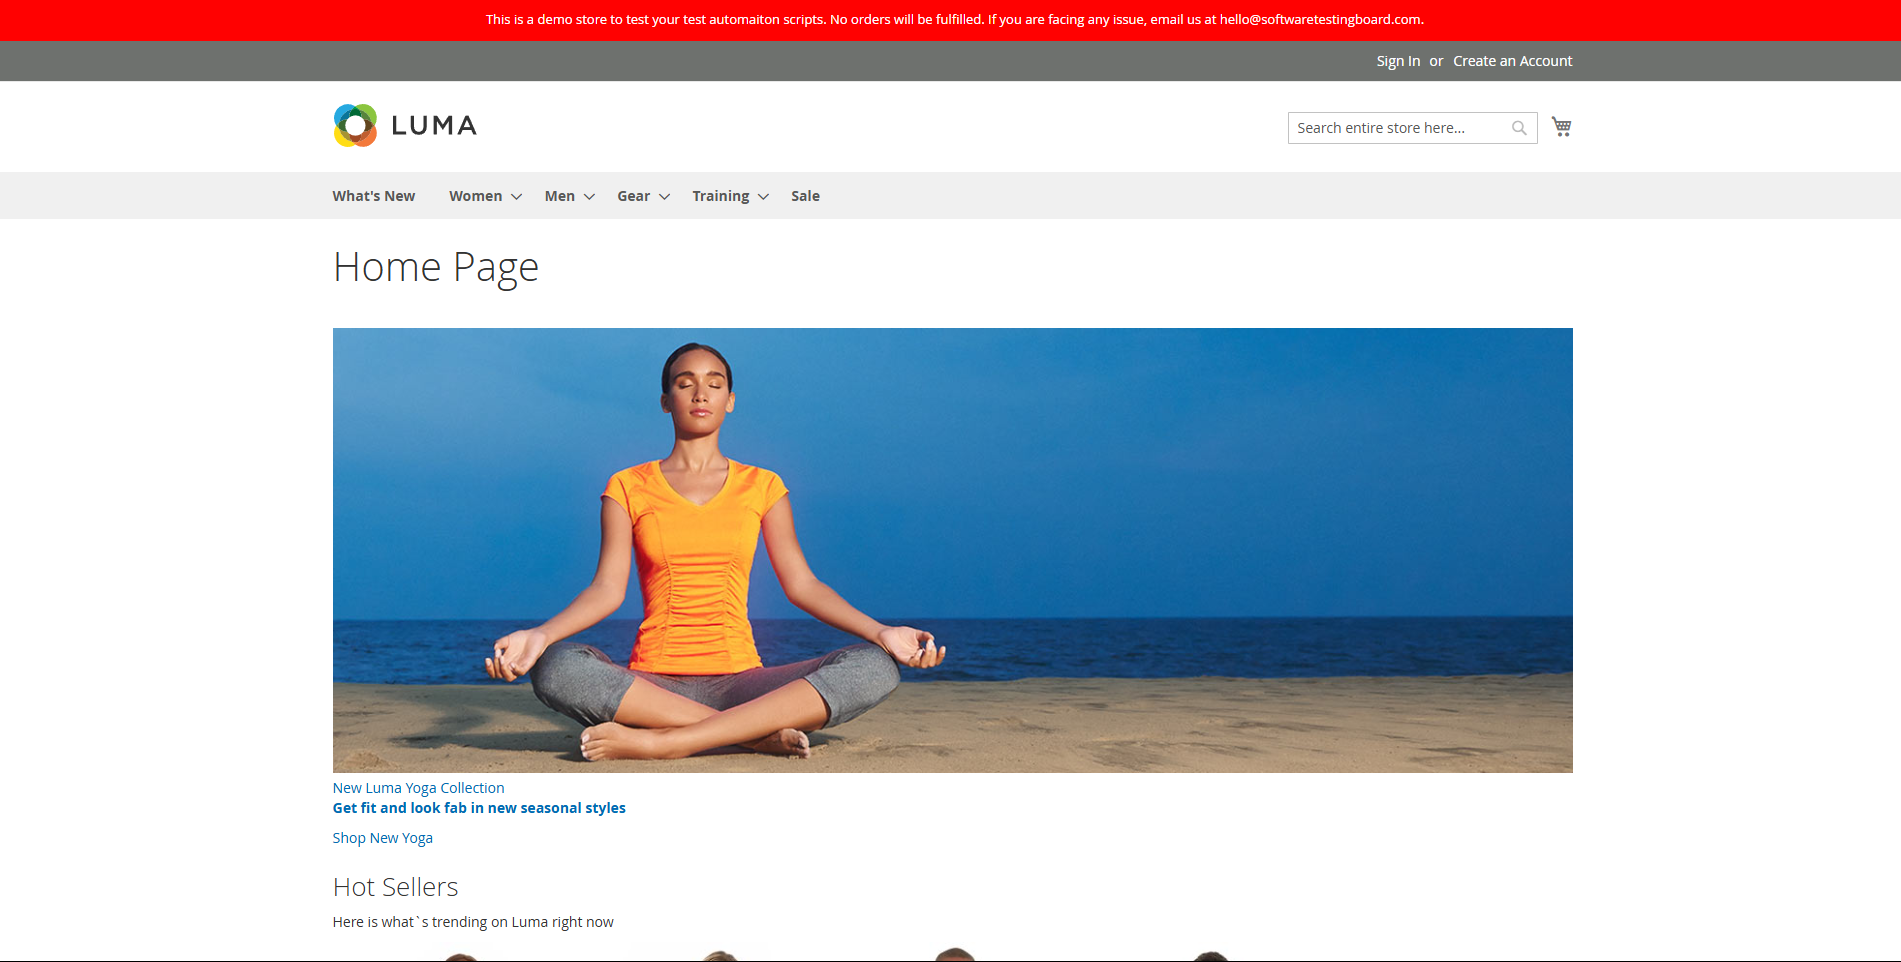 This is a demo store to test your test automaiton scripts. No orders will be fulfilled. If you are facing any issue, email us at hello@softwaretestingboard.com.
Sign In or Create an Account
LUMA
Search entire store here...
What's New Women Men Gear Training Sale
Home Page
New Luma Yoga Collection
Get fit and look fab in new seasonal styles
Shop New Yoga
Hot Sellers
Here is what`s trending on Luma right now